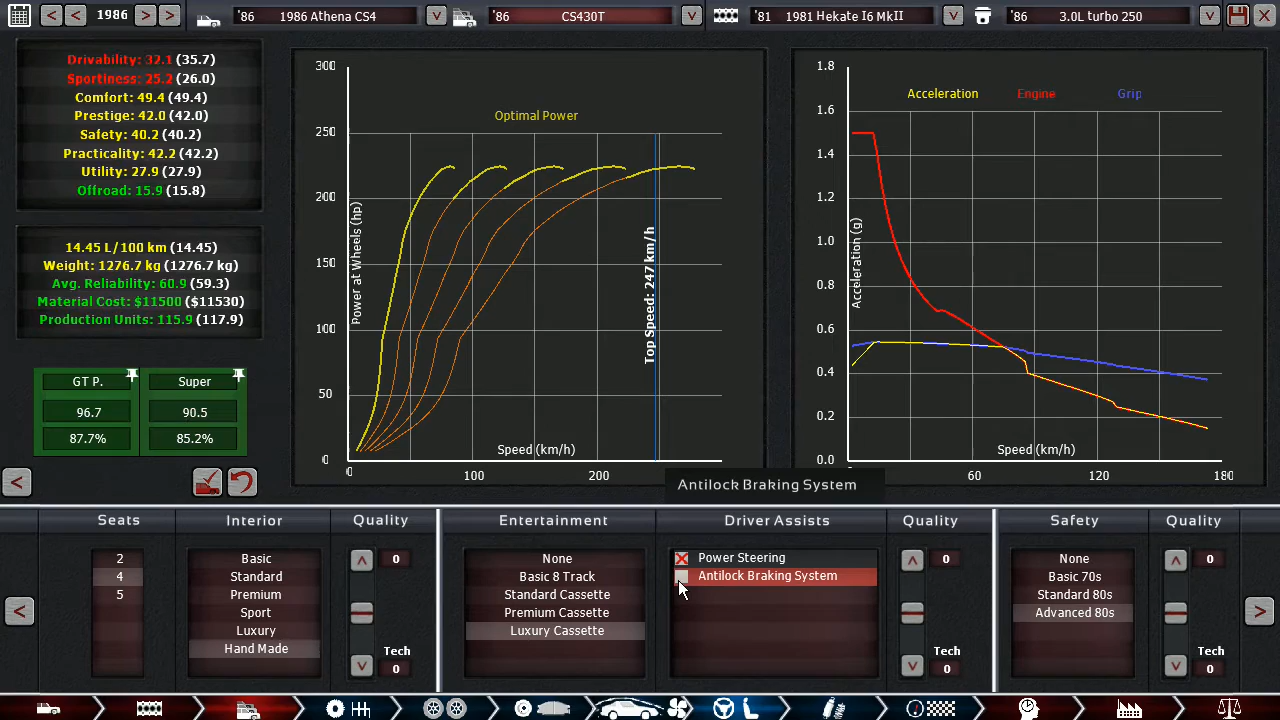 1986
'86 1986 Athena CS4
'86 CS430T
'81 1981 Hekate I6 MkII
'86 3.0L turbo 250
Drivability: 32.1 (35.7)
Sportiness: 25.2 (26.0)
Comfort: 49.4 (49.4)
Prestige: 42.0 (42.0)
Safety: 40.2 (40.2)
Practicality: 42.2 (42.2)
Utility: 27.9 (27.9)
Offroad: 15.9 (15.8)
14.45 L/100 km (14.45)
Weight: 1276.7 kg (1276.7 kg)
Avg. Reliability: 60.9 (59.3)
Material Cost: $11500 ($11530)
Production Units: 115.9 (117.9)
GT P. Super
96.7 90.5
87.7% 85.2%
300
250
200
150
100
50
0
Power at Wheels (hp)
Optimal Power
Top Speed: 247 km/h
Speed (km/h)
0 100 200
1.8
1.6
1.4
1.2
1.0
0.8
0.6
0.4
0.2
0.0
Acceleration (g)
Acceleration Engine Grip
Speed (km/h)
60 120 180
Antilock Braking System
Seats
2
4
5
Interior
Basic
Standard
Premium
Sport
Luxury
Hand Made
Quality
0
Tech
0
Entertainment
None
Basic 8 Track
Standard Cassette
Premium Cassette
Luxury Cassette
Driver Assists
Power Steering
Antilock Braking System
Quality
0
Tech
0
Safety
None
Basic 70s
Standard 80s
Advanced 80s
Quality
0
Tech
0